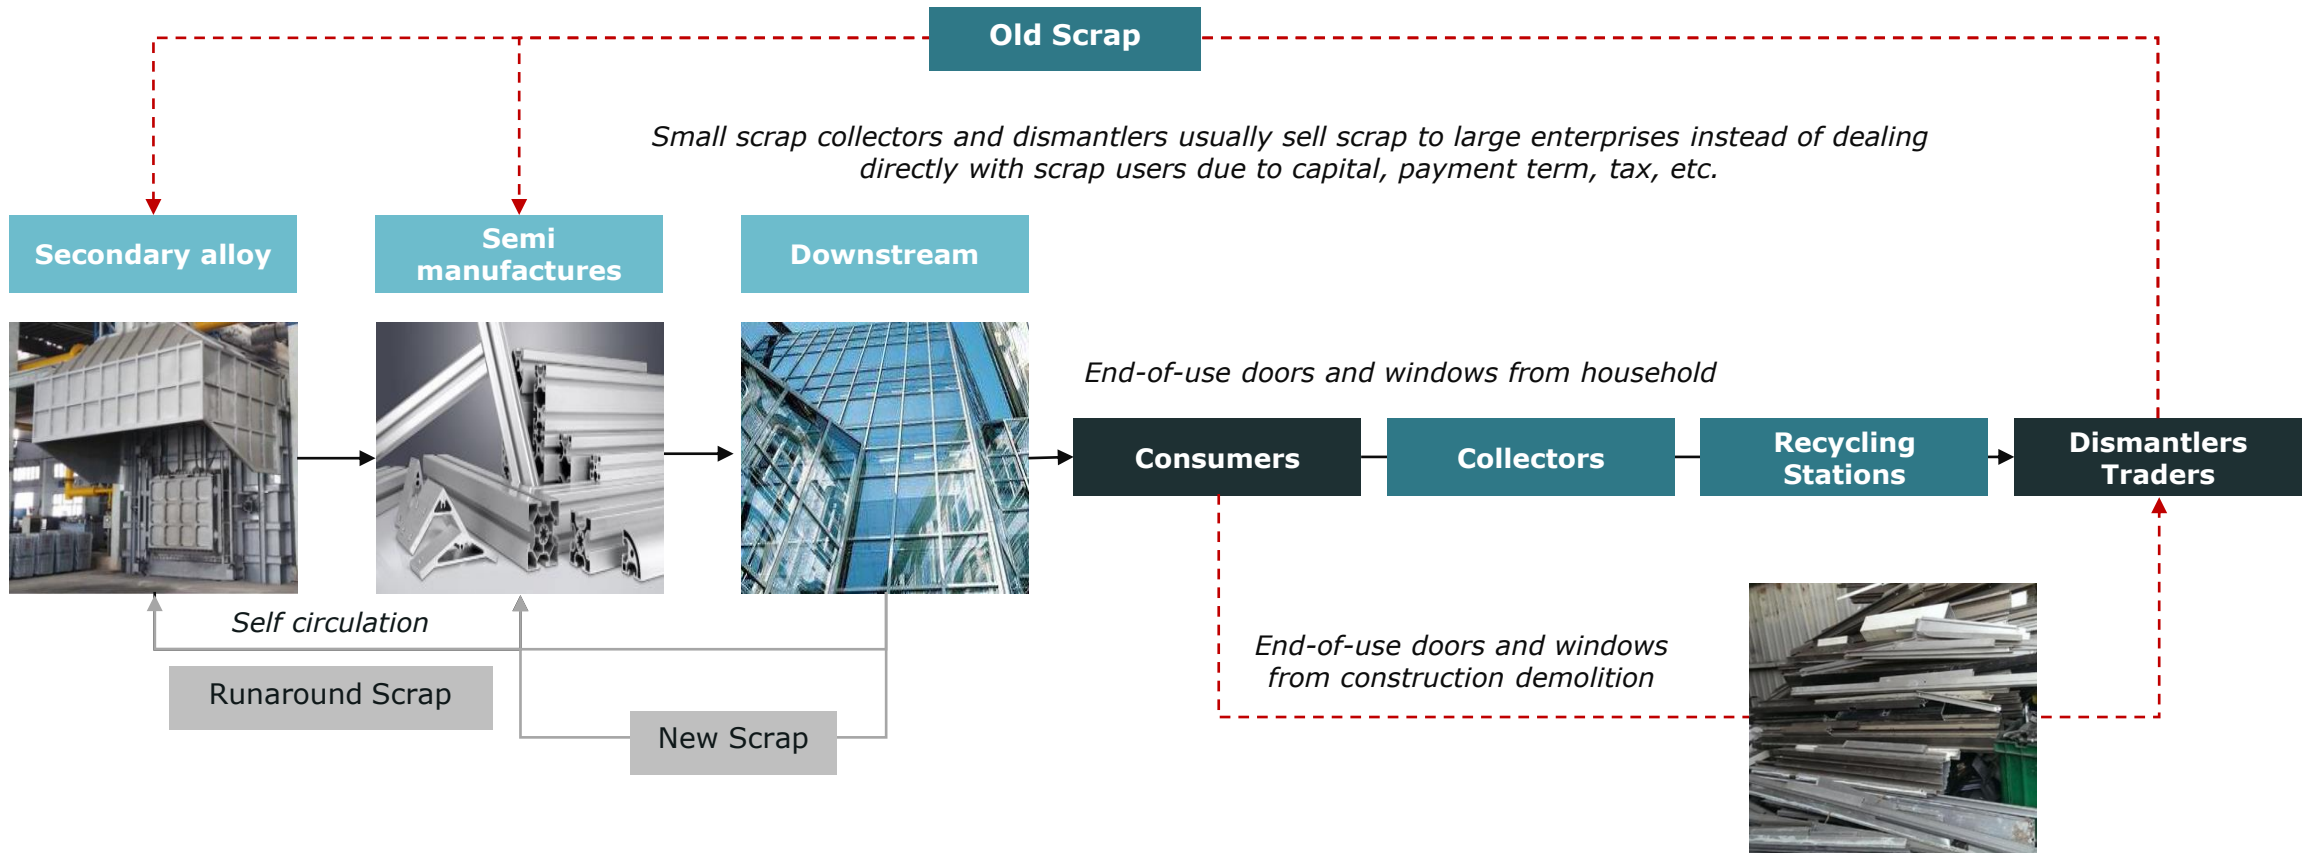 Old Scrap
Small scrap collectors and dismantlers usually sell scrap to large enterprises instead of dealing
directly with scrap users due to capital, payment term, tax, etc.
Secondary alloy
Semi
manufactures
Downstream
End-of-use doors and windows from household
Consumers
Collectors
Recycling
Stations
Dismantlers
Traders
Self circulation
Runaround Scrap
New Scrap
End-of-use doors and windows
from construction demolition